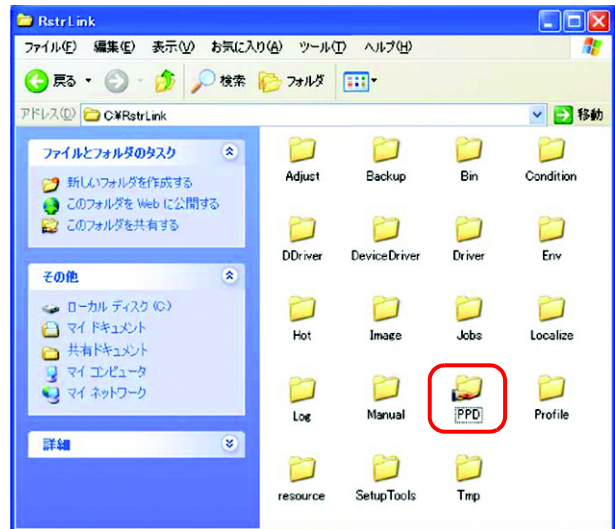 RstrLink
ファイル(F) 編集(E) 表示(V) お気に入り(A) ツール(T) ヘルプ(H)
戻る 検索 フォルダ
アドレス(D) C:¥RstrLink 移動
ファイルとフォルダのタスク
新しいフォルダを作成する
このフォルダを Web に公開する
このフォルダを共有する
その他
ローカル ディスク (C:)
マイ ドキュメント
共有ドキュメント
マイ コンピュータ
マイ ネットワーク
詳細
Adjust Backup Bin Condition
DDriver DeviceDriver Driver Env
Hot Image Jobs Localize
Log Manual PPD Profile
resource SetupTools Tmp